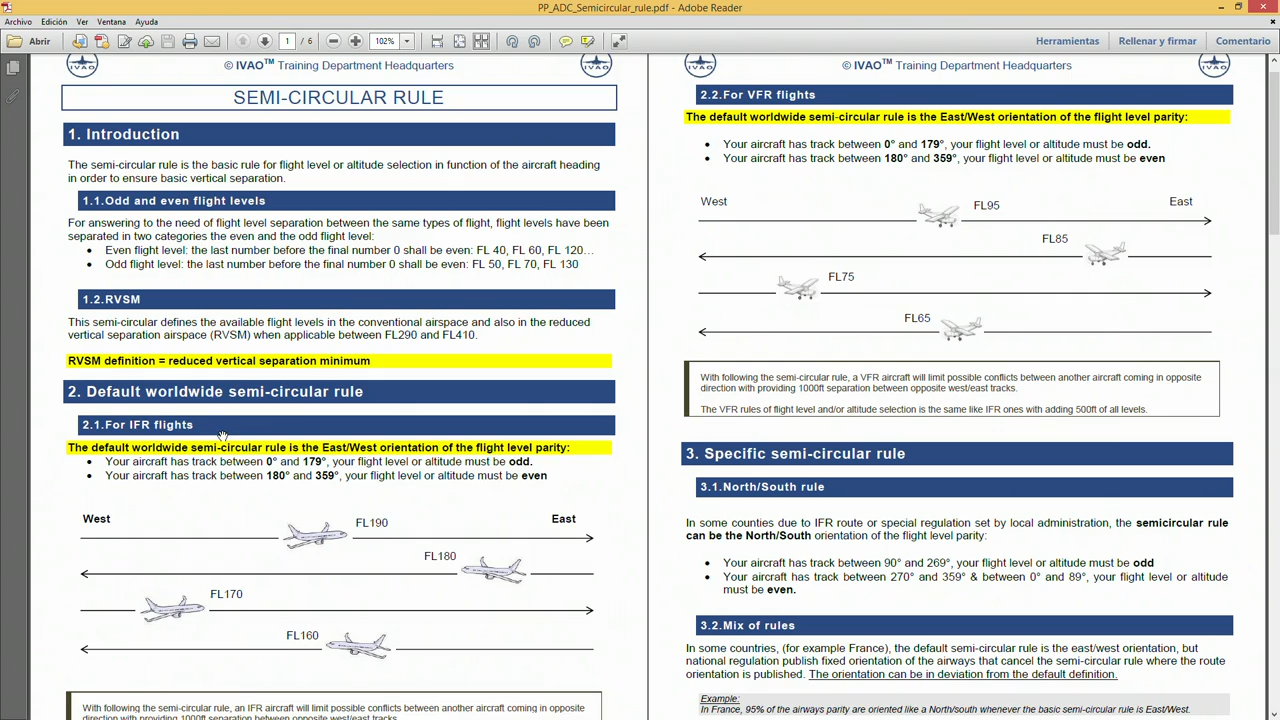 PP_ADC_Semicircular_rule.pdf - Adobe Reader
Archivo Edición Ver Ventana Ayuda
Abrir 1 / 6 102% Herramientas Rellenar y firmar Comentario
IVAO © IVAO™ Training Department Headquarters IVAO
SEMI-CIRCULAR RULE
1. Introduction
The semi-circular rule is the basic rule for flight level or altitude selection in function of the aircraft heading
in order to ensure basic vertical separation.
1.1.Odd and even flight levels
For answering to the need of flight level separation between the same types of flight, flight levels have been
separated in two categories the even and the odd flight level:
• Even flight level: the last number before the final number 0 shall be even: FL 40, FL 60, FL 120…
• Odd flight level: the last number before the final number 0 shall be even: FL 50, FL 70, FL 130
1.2.RVSM
This semi-circular defines the available flight levels in the conventional airspace and also in the reduced
vertical separation airspace (RVSM) when applicable between FL290 and FL410.
RVSM definition = reduced vertical separation minimum
2. Default worldwide semi-circular rule
2.1.For IFR flights
The default worldwide semi-circular rule is the East/West orientation of the flight level parity:
• Your aircraft has track between 0° and 179°, your flight level or altitude must be odd.
• Your aircraft has track between 180° and 359°, your flight level or altitude must be even
West East
FL190
FL180
FL170
FL160
With following the semi-circular rule, an IFR aircraft will limit possible conflicts between another aircraft coming in opposite
direction with providing 1000ft separation between opposite west/east tracks.
IVAO © IVAO™ Training Department Headquarters IVAO
2.2.For VFR flights
The default worldwide semi-circular rule is the East/West orientation of the flight level parity:
• Your aircraft has track between 0° and 179°, your flight level or altitude must be odd.
• Your aircraft has track between 180° and 359°, your flight level or altitude must be even
West East
FL95
FL85
FL75
FL65
With following the semi-circular rule, a VFR aircraft will limit possible conflicts between another aircraft coming in opposite
direction with providing 1000ft separation between opposite west/east tracks.
The VFR rules of flight level and/or altitude selection is the same like IFR ones with adding 500ft of all levels.
3. Specific semi-circular rule
3.1.North/South rule
In some counties due to IFR route or special regulation set by local administration, the semicircular rule
can be the North/South orientation of the flight level parity:
• Your aircraft has track between 90° and 269°, your flight level or altitude must be odd
• Your aircraft has track between 270° and 359° & between 0° and 89°, your flight level or altitude
must be even.
3.2.Mix of rules
In some countries, (for example France), the default semi-circular rule is the east/west orientation, but
national regulation publish fixed orientation of the airways that cancel the semi-circular rule where the route
orientation is published. The orientation can be in deviation from the default definition.
Example:
In France, 95% of the airways parity are oriented like a North/south whenever the basic semi-circular rule is East/West.